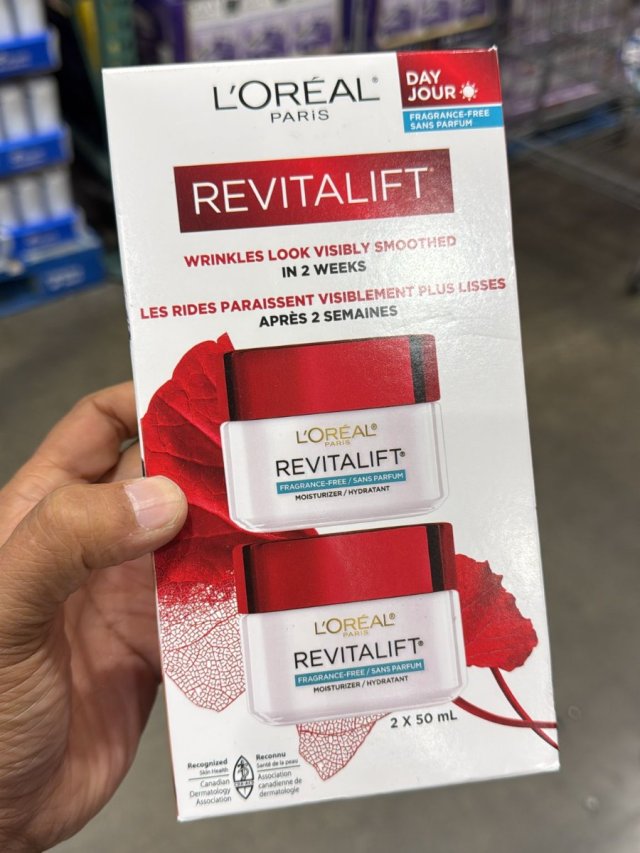 L'ORÉAL®
PARIS
DAY
JOUR
FRAGRANCE-FREE
SANS PARFUM
REVITALIFT®
WRINKLES LOOK VISIBLY SMOOTHED
IN 2 WEEKS
LES RIDES PARAISSENT VISIBLEMENT PLUS LISSES
APRÈS 2 SEMAINES
L'ORÉAL®
PARIS
REVITALIFT®
FRAGRANCE-FREE / SANS PARFUM
MOISTURIZER / HYDRATANT
L'ORÉAL®
PARIS
REVITALIFT®
FRAGRANCE-FREE / SANS PARFUM
MOISTURIZER / HYDRATANT
2 X 50 mL
Recognized
Skin Health
Canadian
Dermatology
Association
Reconnu
Santé de la peau
Association
canadienne de
dermatologie